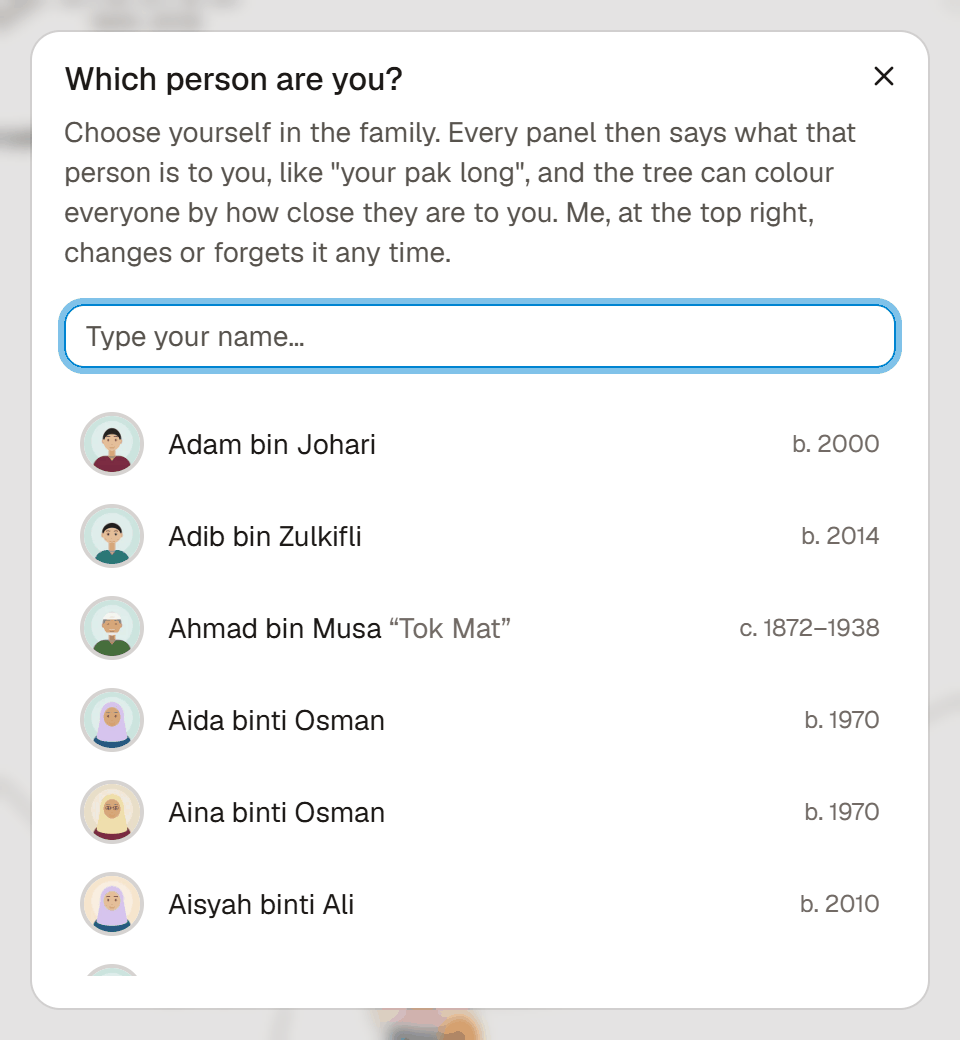 Which person are you?
Choose yourself in the family. Every panel then says what that
person is to you, like "your pak long", and the tree can colour
everyone by how close they are to you. Me, at the top right,
changes or forgets it any time.
Type your name…
Adam bin Johari b. 2000
Adib bin Zulkifli b. 2014
Ahmad bin Musa “Tok Mat” c. 1872–1938
Aida binti Osman b. 1970
Aina binti Osman b. 1970
Aisyah binti Ali b. 2010